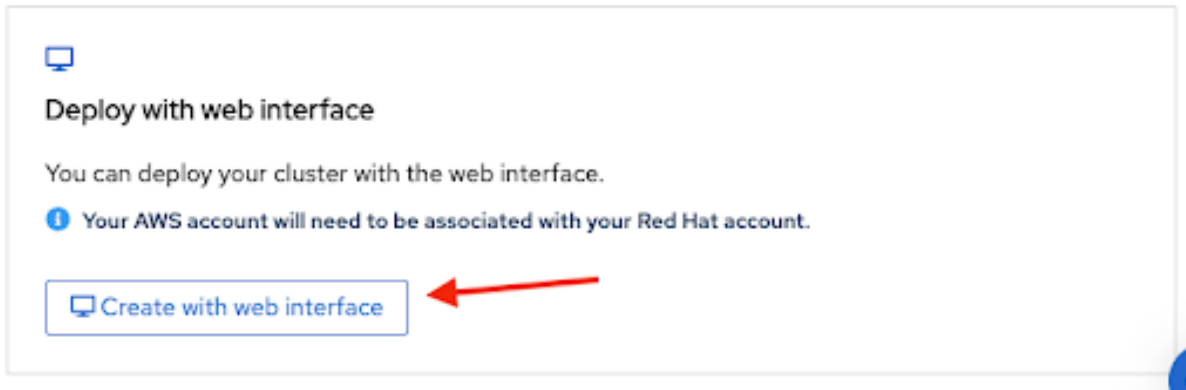 Deploy with web interface
You can deploy your cluster with the web interface.
Your AWS account will need to be associated with your Red Hat account.
Create with web interface